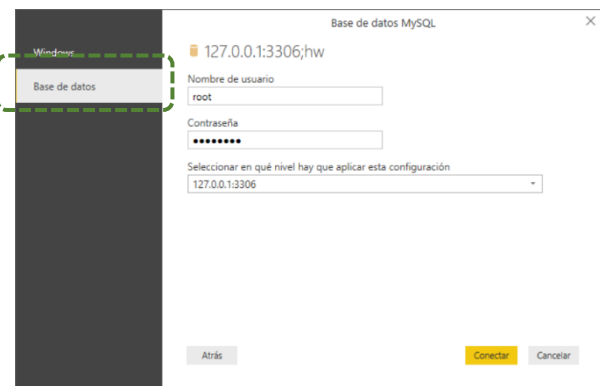 Base de datos MySQL
Windows
127.0.0.1:3306;hw
Base de datos
Nombre de usuario
root
Contraseña
••••••••
Seleccionar en qué nivel hay que aplicar esta configuración
127.0.0.1:3306
Atrás
Conectar
Cancelar